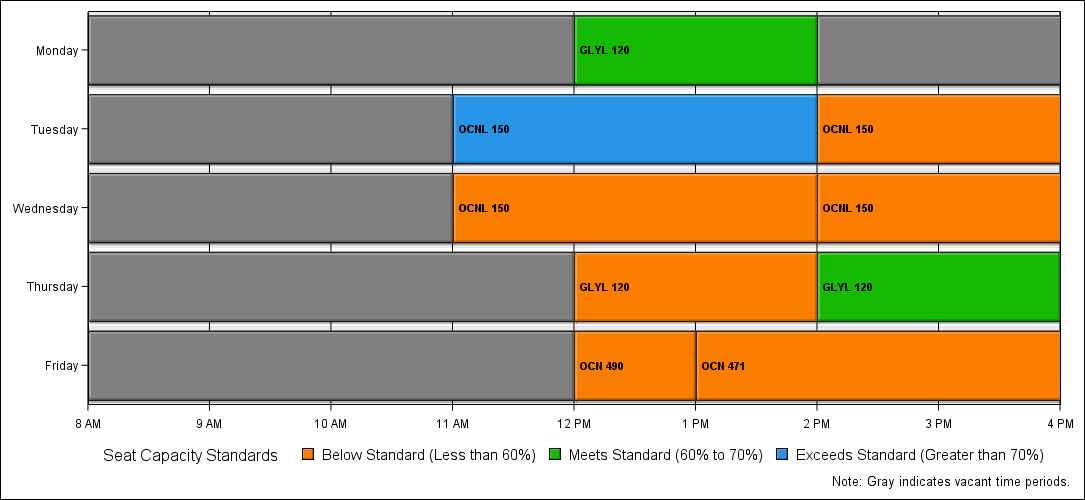 Monday
GLYL 120
Tuesday
OCNL 150
OCNL 150
Wednesday
OCNL 150
OCNL 150
Thursday
GLYL 120
GLYL 120
Friday
OCN 490
OCN 471
8 AM 9 AM 10 AM 11 AM 12 PM 1 PM 2 PM 3 PM 4 PM
Seat Capacity Standards Below Standard (Less than 60%) Meets Standard (60% to 70%) Exceeds Standard (Greater than 70%)
Note: Gray indicates vacant time periods.